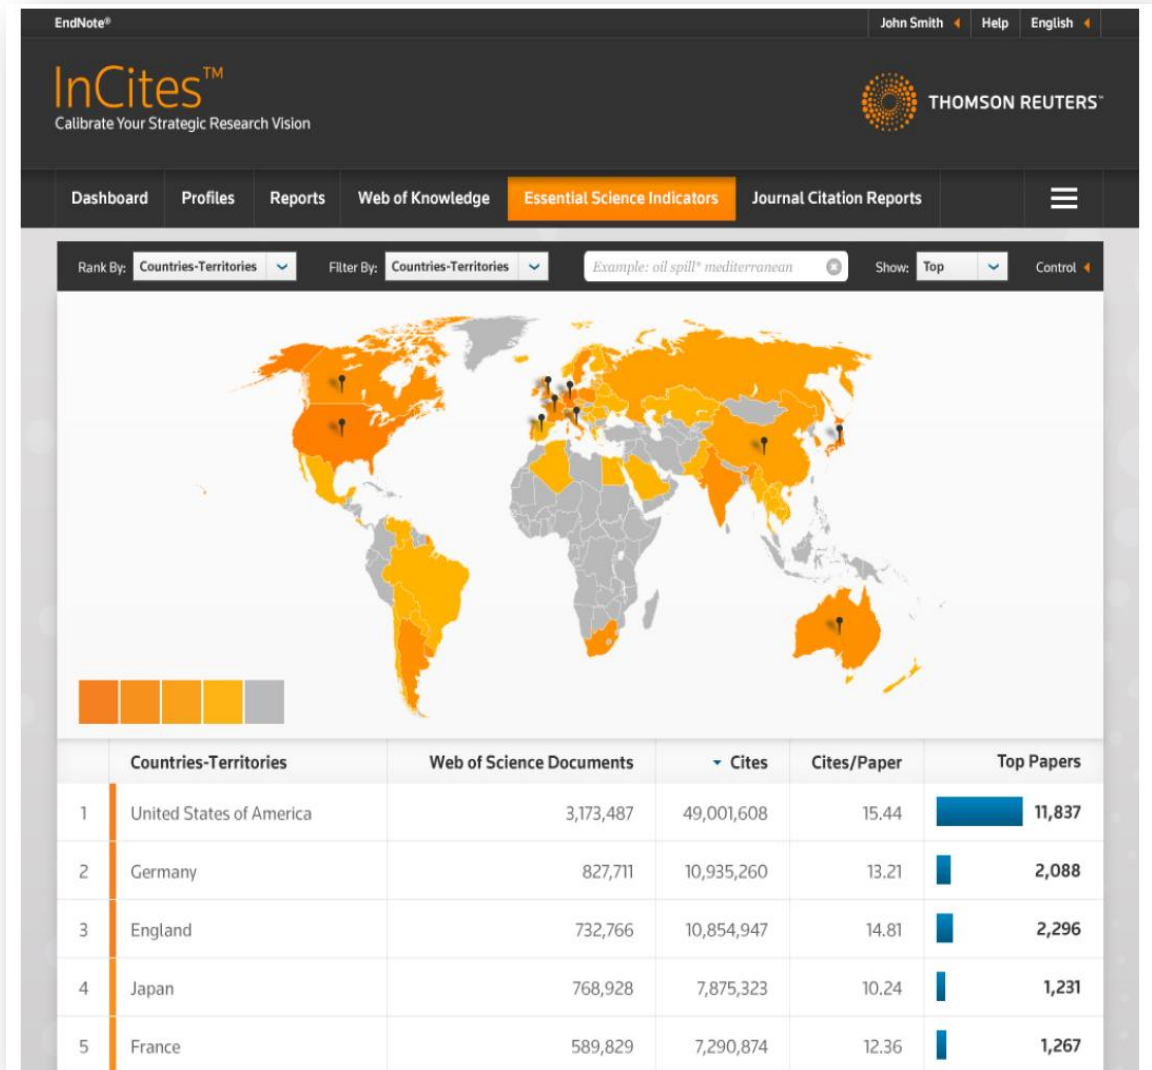 EndNote® John Smith Help English
InCites™
Calibrate Your Strategic Research Vision
THOMSON REUTERS™
Dashboard Profiles Reports Web of Knowledge Essential Science Indicators Journal Citation Reports
Rank By: Countries-Territories Filter By: Countries-Territories Example: oil spill* mediterranean Show: Top Control
Countries-Territories Web of Science Documents Cites Cites/Paper Top Papers
1 United States of America 3,173,487 49,001,608 15.44 11,837
2 Germany 827,711 10,935,260 13.21 2,088
3 England 732,766 10,854,947 14.81 2,296
4 Japan 768,928 7,875,323 10.24 1,231
5 France 589,829 7,290,874 12.36 1,267